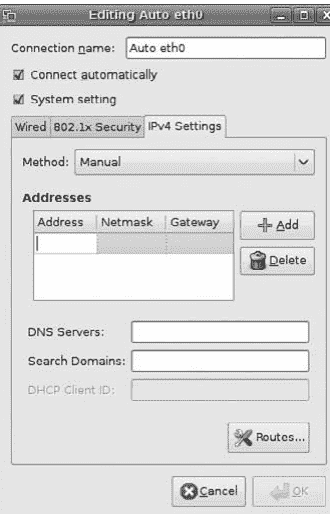 Editing Auto eth0
Connection name: Auto eth0
Connect automatically
System setting
Wired 802.1x Security IPv4 Settings
Method: Manual
Addresses
Address Netmask Gateway
Add
Delete
DNS Servers:
Search Domains:
DHCP Client ID:
Routes...
Cancel OK